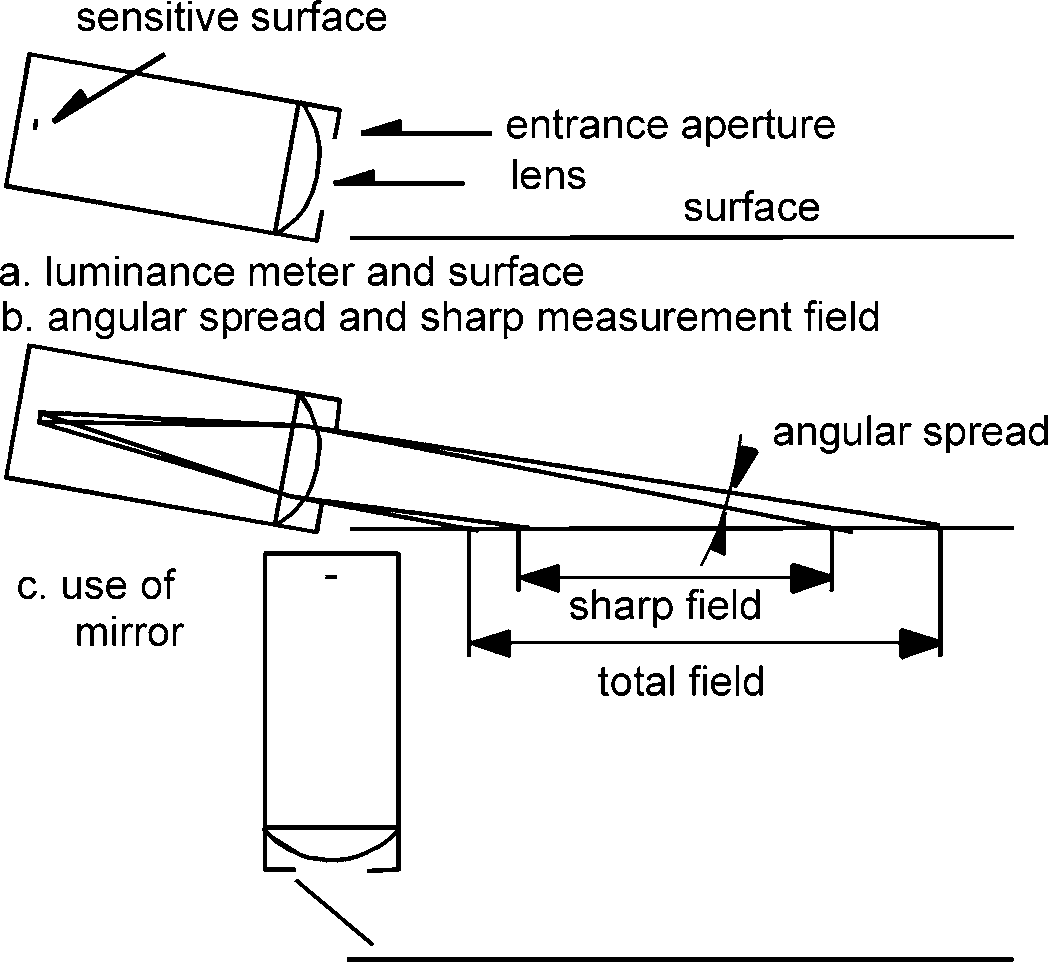 sensitive surface
entrance aperture
lens
surface
a. luminance meter and surface
b. angular spread and sharp measurement field
angular spread
c. use of
mirror
sharp field
total field